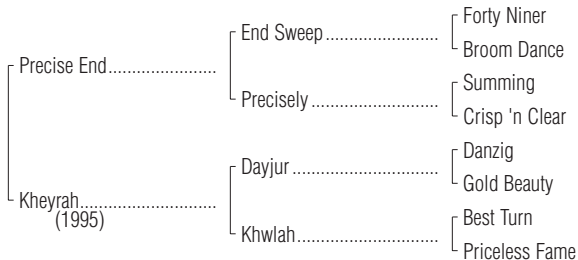 Forty Niner
End Sweep........................
Broom Dance
Precise End.......................
Summing
Precisely...........................
Crisp 'n Clear
Danzig
Dayjur...............................
Gold Beauty
Kheyrah............................
(1995)
Best Turn
Khwlah..............................
Priceless Fame